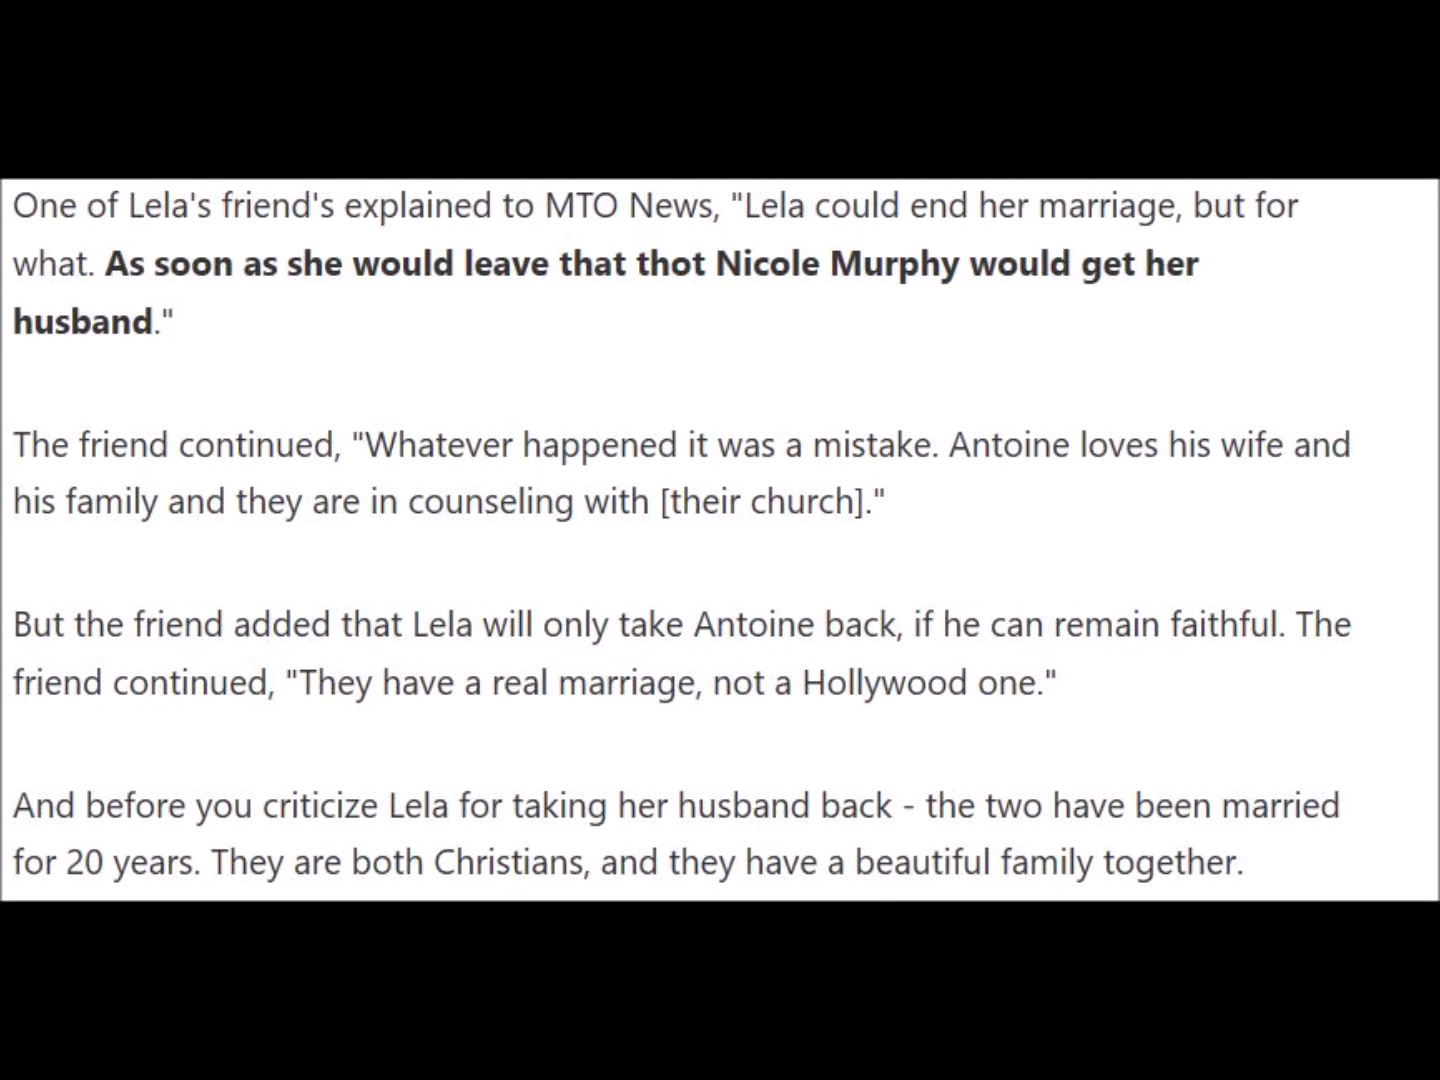 One of Lela's friend's explained to MTO News, "Lela could end her marriage, but for
what. As soon as she would leave that thot Nicole Murphy would get her
husband."
The friend continued, "Whatever happened it was a mistake. Antoine loves his wife and
his family and they are in counseling with [their church]."
But the friend added that Lela will only take Antoine back, if he can remain faithful. The
friend continued, "They have a real marriage, not a Hollywood one."
And before you criticize Lela for taking her husband back - the two have been married
for 20 years. They are both Christians, and they have a beautiful family together.